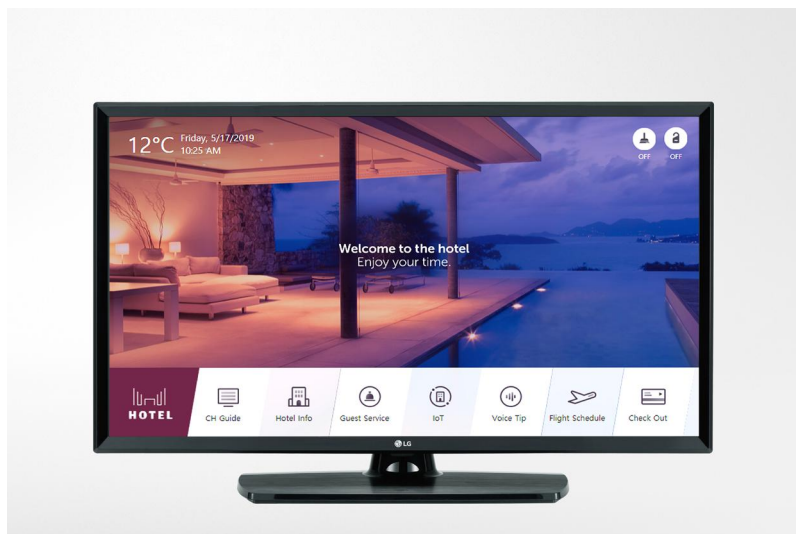 12°C
Friday, 5/17/2019
10:25 AM
OFF OFF
Welcome to the hotel
Enjoy your time.
HOTEL
CH Guide
Hotel Info
Guest Service
IoT
Voice Tip
Flight Schedule
Check Out
LG